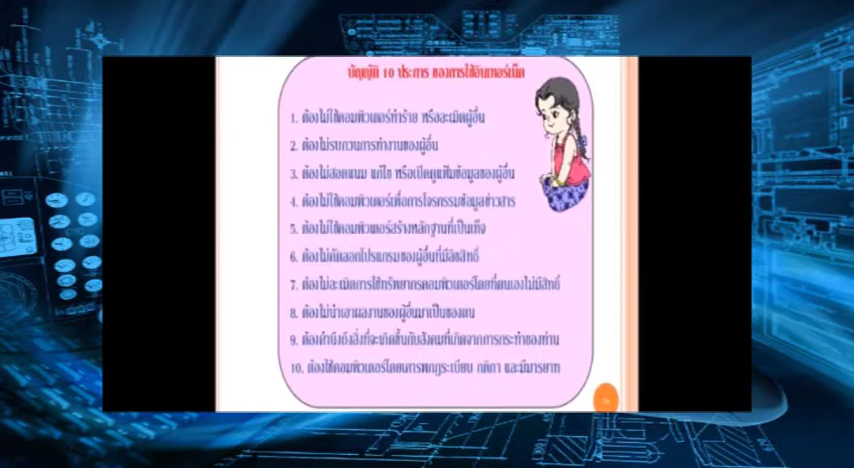 บัญญัติ 10 ประการ ของการใช้อินเทอร์เน็ต
1. ต้องไม่ใช้คอมพิวเตอร์ทำร้าย หรือละเมิดผู้อื่น
2. ต้องไม่รบกวนการทำงานของผู้อื่น
3. ต้องไม่สอดแนม แก้ไข หรือเปิดดูแฟ้มข้อมูลของผู้อื่น
4. ต้องไม่ใช้คอมพิวเตอร์เพื่อการโจรกรรมข้อมูลข่าวสาร
5. ต้องไม่ใช้คอมพิวเตอร์สร้างหลักฐานที่เป็นเท็จ
6. ต้องไม่คัดลอกโปรแกรมของผู้อื่นที่มีลิขสิทธิ์
7. ต้องไม่ละเมิดการใช้ทรัพยากรคอมพิวเตอร์โดยที่ตนเองไม่มีสิทธิ์
8. ต้องไม่นำเอาผลงานของผู้อื่นมาเป็นของตน
9. ต้องคำนึงถึงสิ่งที่จะเกิดขึ้นกับสังคมที่เกิดจากการกระทำของท่าน
10. ต้องใช้คอมพิวเตอร์โดยเคารพกฎระเบียบ กติกา และมีมารยาท